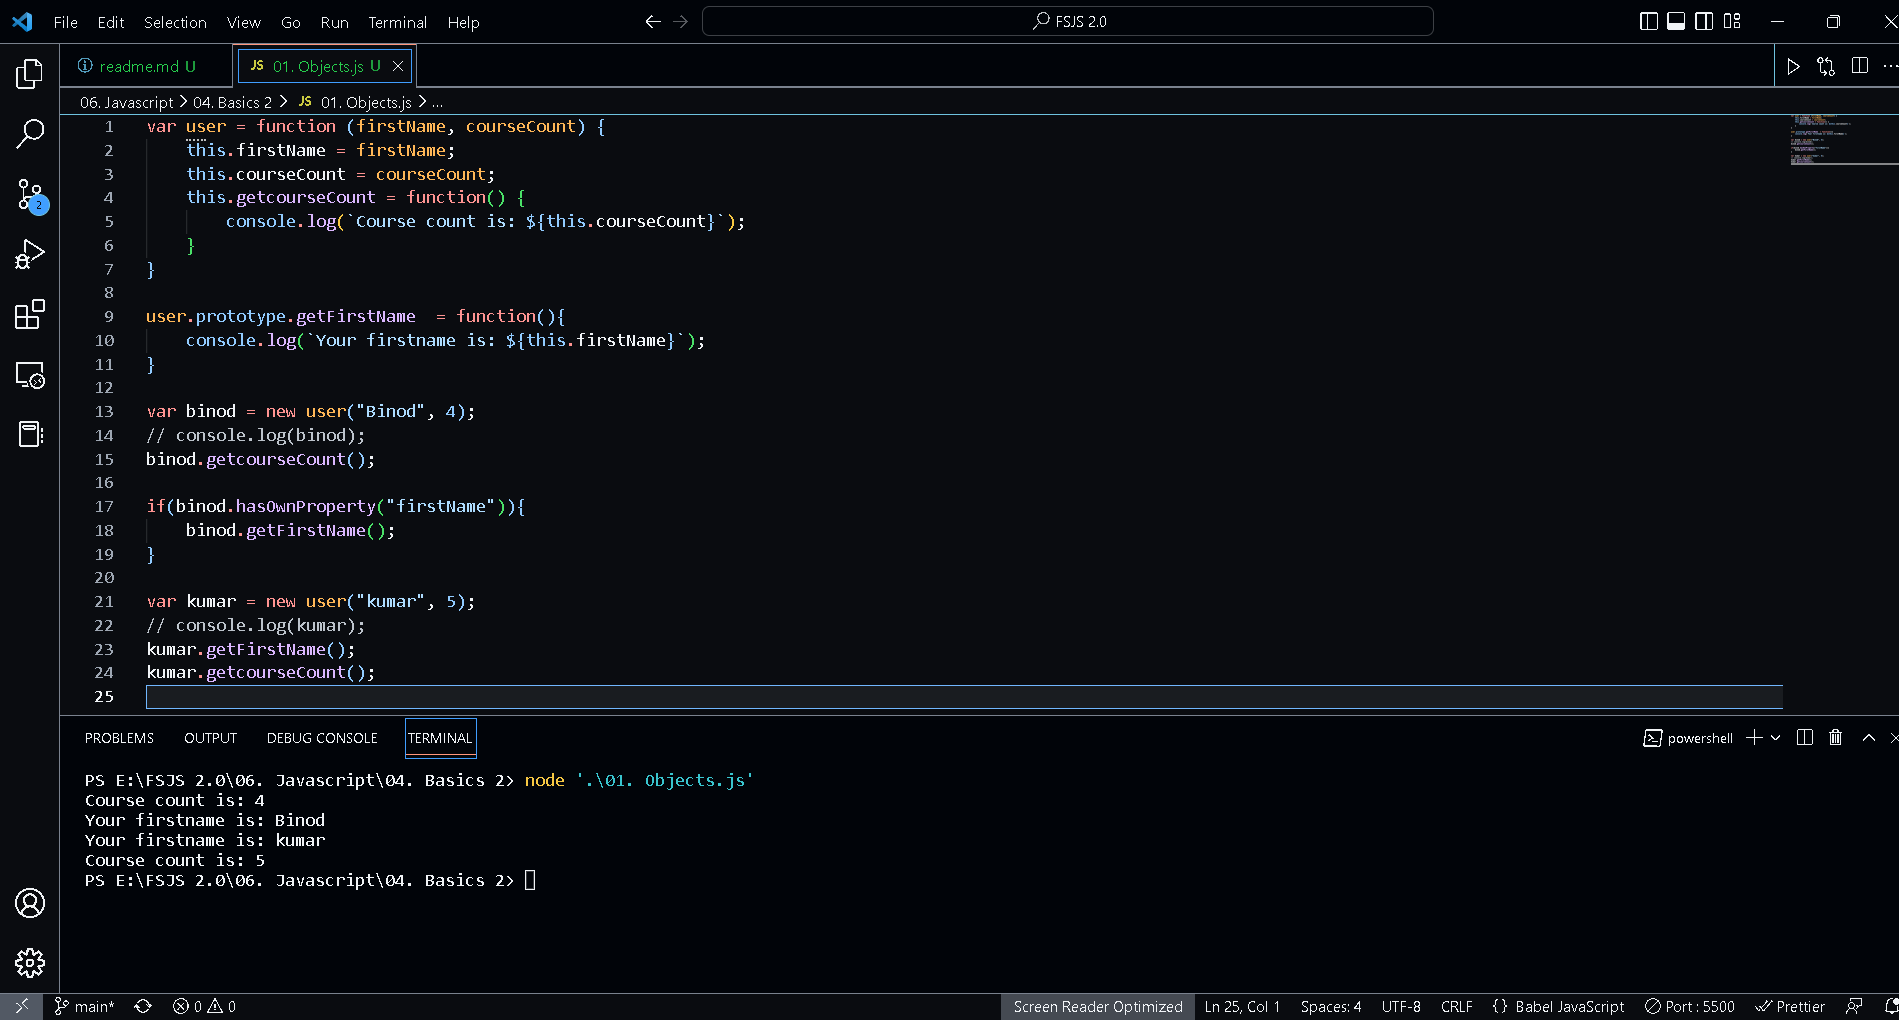 File Edit Selection View Go Run Terminal Help FSJS 2.0
readme.md U JS 01. Objects.js U
06. Javascript > 04. Basics 2 > JS 01. Objects.js > ...
1 var user = function (firstName, courseCount) {
2 this.firstName = firstName;
3 this.courseCount = courseCount;
4 this.getcourseCount = function() {
5 console.log(`Course count is: ${this.courseCount}`);
6 }
7 }
8
9 user.prototype.getFirstName  = function(){
10 console.log(`Your firstname is: ${this.firstName}`);
11 }
12
13 var binod = new user("Binod", 4);
14 // console.log(binod);
15 binod.getcourseCount();
16
17 if(binod.hasOwnProperty("firstName")){
18 binod.getFirstName();
19 }
20
21 var kumar = new user("kumar", 5);
22 // console.log(kumar);
23 kumar.getFirstName();
24 kumar.getcourseCount();
25
PROBLEMS OUTPUT DEBUG CONSOLE TERMINAL powershell
PS E:\FSJS 2.0\06. Javascript\04. Basics 2> node '.\01. Objects.js'
Course count is: 4
Your firstname is: Binod
Your firstname is: kumar
Course count is: 5
PS E:\FSJS 2.0\06. Javascript\04. Basics 2>
2
main* 0 0 Screen Reader Optimized Ln 25, Col 1 Spaces: 4 UTF-8 CRLF {} Babel JavaScript Port : 5500 Prettier